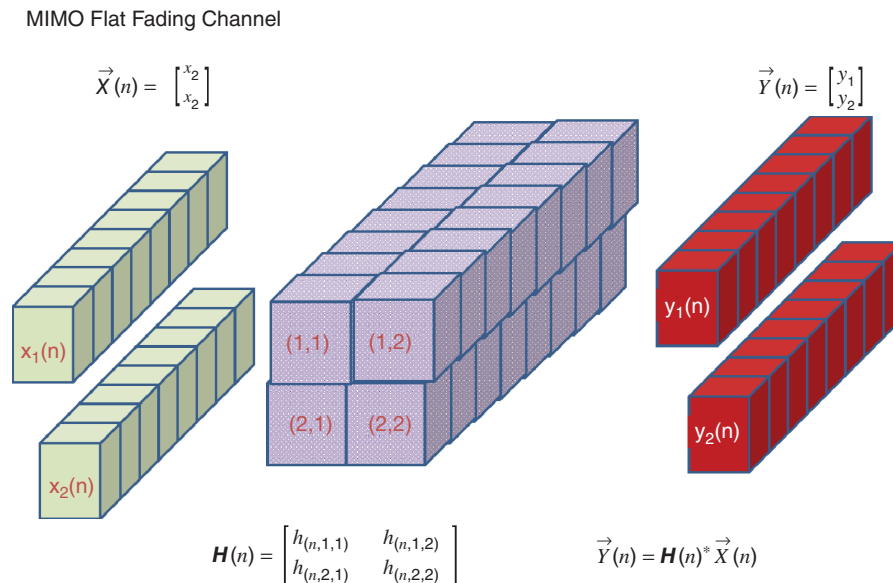 MIMO Flat Fading Channel
X⃗(n) = [x₂ x₂]
Y⃗(n) = [y₁ y₂]
x₁(n)
(1,1) (1,2)
y₁(n)
(2,1) (2,2)
y₂(n)
x₂(n)
H(n) = [h₍ₙ,₁,₁₎ h₍ₙ,₁,₂₎
h₍ₙ,₂,₁₎ h₍ₙ,₂,₂₎]
Y⃗(n) = H(n)* X⃗(n)